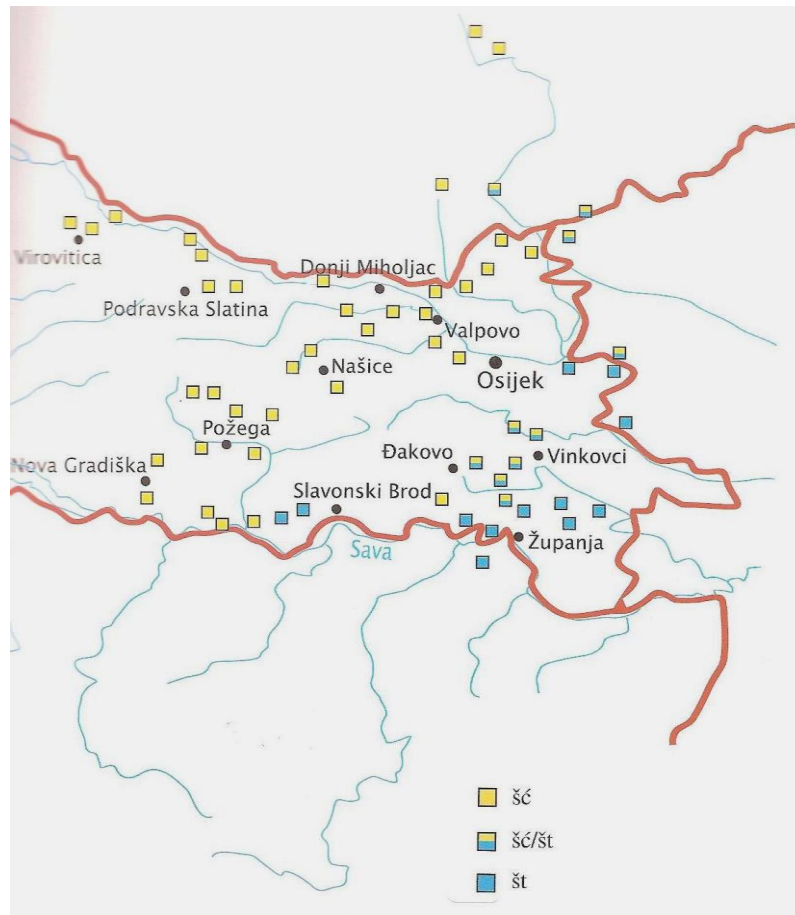 Virovitica
Donji Miholjac
Podravska Slatina
Valpovo
Našice
Osijek
Požega
Nova Gradiška
Đakovo
Vinkovci
Slavonski Brod
Sava
Županja
šć
šć/št
št